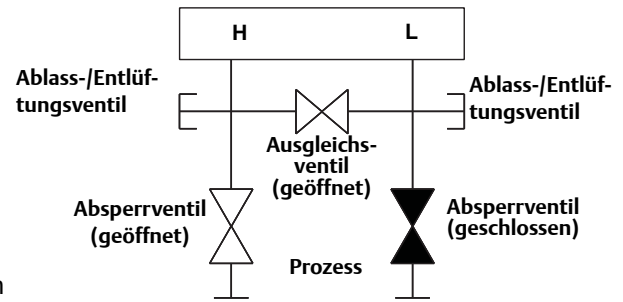 H L
Ablass-/Entlüf-
tungsventil
Ablass-/Entlüf-
tungsventil
Ausgleichs-
ventil
(geöffnet)
Absperrventil
(geöffnet)
Absperrventil
(geschlossen)
Prozess